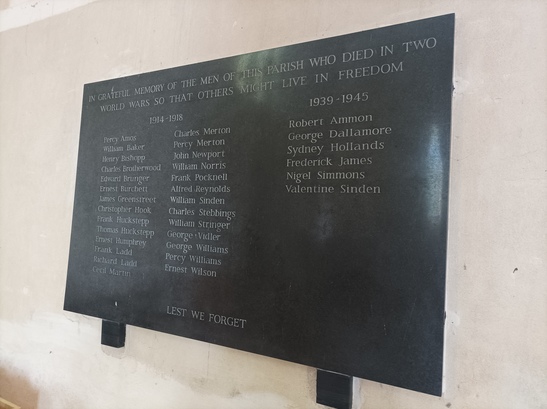 IN GRATEFUL MEMORY OF THE MEN OF THIS PARISH WHO DIED IN TWO
WORLD WARS SO THAT OTHERS MIGHT LIVE IN FREEDOM
1914-1918
Percy Amos
William Baker
Henry Bishopp
Charles Brotherwood
Edward Brunger
Ernest Burchett
James Greenstreet
Christopher Hook
Frank Huckstepp
Thomas Huckstepp
Ernest Humphrey
Frank Ladd
Richard Ladd
Cecil Martin
Charles Merton
Percy Merton
John Newport
William Norris
Frank Pocknell
Alfred Reynolds
William Sinden
Charles Stebbings
William Stringer
George Vidler
George Williams
Percy Williams
Ernest Wilson
1939-1945
Robert Ammon
George Dallamore
Sydney Hollands
Frederick James
Nigel Simmons
Valentine Sinden
LEST WE FORGET